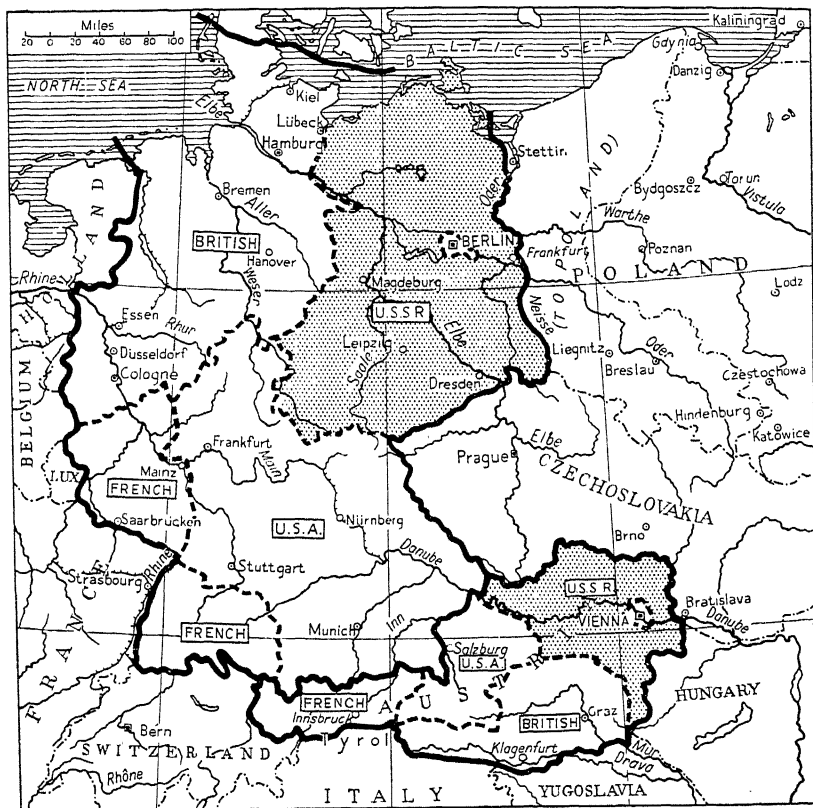 Miles
20 0 20 60 100
Kaliningrad
BALTIC SEA
Gdynia
Danzig
NORTH SEA
Elbe
Kiel
Lübeck
Hamburg
Stettin.
Oder
Bremen
Aller
Bydgoszcz
Torun
Vistula
HOLLAND
BRITISH
Hanover
Weser
BERLIN
Frankfurt
(TO POLAND)
Warthe
Poznan
POLAND
Lodz
Rhine
Magdeburg
U.S.S.R.
Elbe
Neisse
Essen
Rhur
Düsseldorf
Cologne
Leipzig
Saale
Dresden
Liegnitz
Oder
Breslau
Czestochowa
Hindenburg
Katowice
BELGIUM
Frankfurt
Main
Mainz
LUX
FRENCH
Elbe
Prague
CZECHOSLOVAKIA
Saarbrücken
U.S.A.
Nürnberg
Brno
Strasbourg
Rhine
Stuttgart
Danube
U.S.S.R.
VIENNA
Bratislava
Danube
FRANCE
FRENCH
Munich
Inn
Salzburg
U.S.A.
AUSTR
HUNGARY
FRENCH
Innsbruck
BRITISH
Graz
Bern
SWITZERLAND
Tyrol
Klagenfurt
Mur
Drava
Rhône
ITALY
YUGOSLAVIA